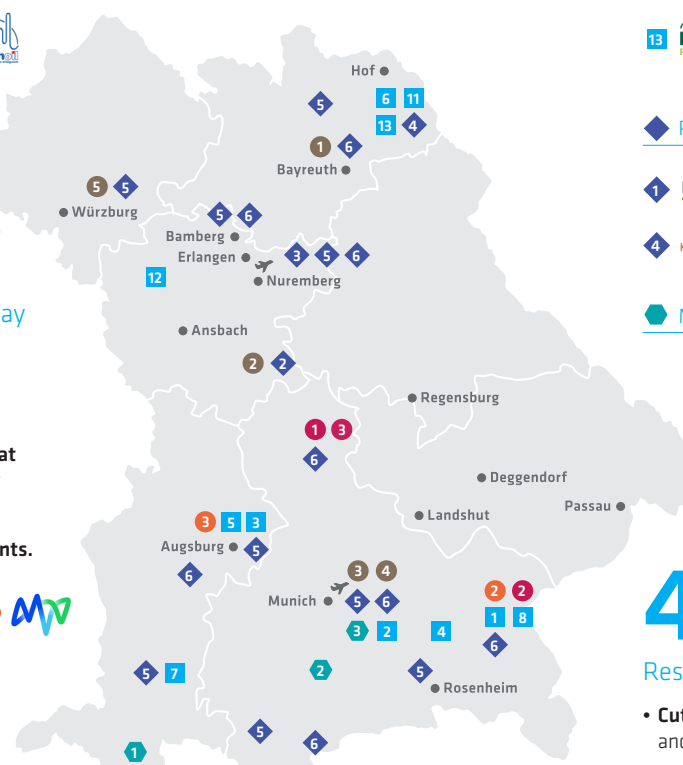 Hof
13
5
6 11
13 4
1 6
Bayreuth
5 5
Würzburg
1
5 6
Bamberg
4
Erlangen
3 5 6
12
Nuremberg
ay
Ansbach
2 2
Regensburg
1 3
at
6
Deggendorf
Passau
Landshut
3 5 3
nts.
Augsburg
5
6
3 4
2 2
Munich
5 6
1 8
3 2
4
6
4
5 7
2
5
Res
Rosenheim
• Cut
and
5
6
1